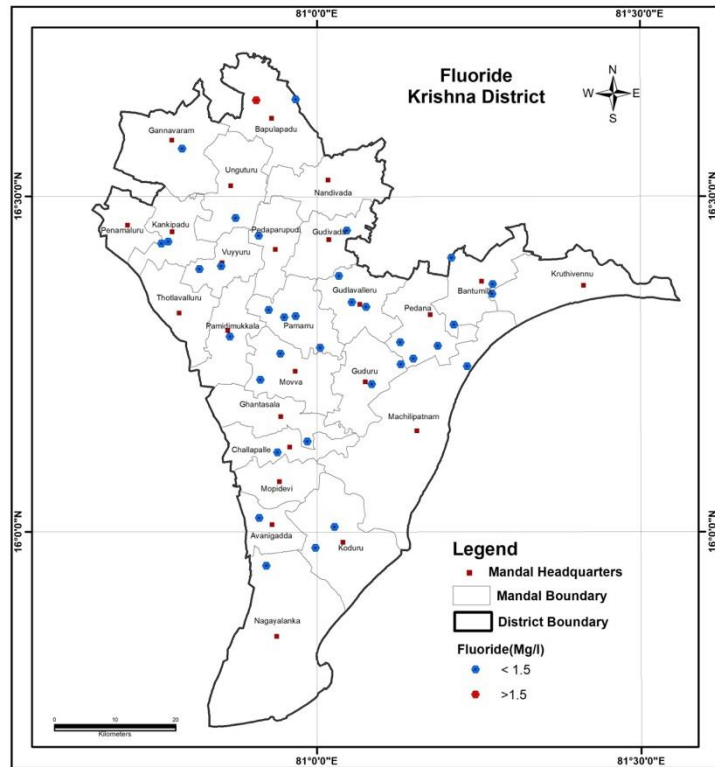 81°0'0"E
81°30'0"E
Fluoride
Krishna District
N
W E
S
Bapulapadu
Gannavaram
Unguturu
Nandivada
16°30'0"N
16°30'0"N
Penamaluru
Kankipadu
Pedaparupudi
Gudivada
Vuyyuru
Kruthivennu
Bantumilli
Thotlavalluru
Gudlavalleru
Pedana
Pamidimukkala
Pamarru
Movva
Guduru
Ghantasala
Machilipatnam
Challapalle
Mopidevi
Avanigadda
16°0'0"N
16°0'0"N
Koduru
Nagayalanka
Legend
Mandal Headquarters
Mandal Boundary
District Boundary
Fluoride(Mg/l)
< 1.5
>1.5
0 10 20
Kilometers
81°0'0"E
81°30'0"E